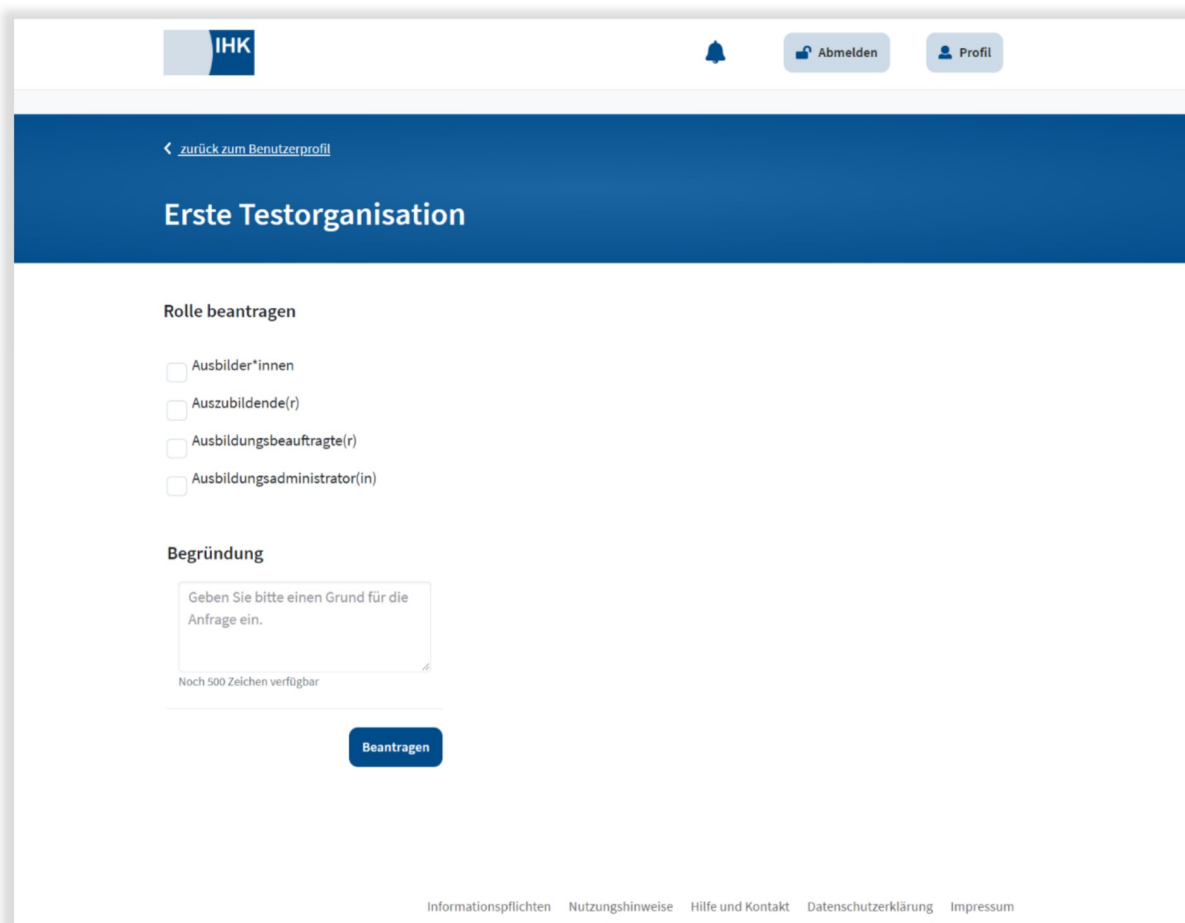 IHK
Abmelden
Profil
zurück zum Benutzerprofil
Erste Testorganisation
Rolle beantragen
Ausbilder*innen
Auszubildende(r)
Ausbildungsbeauftragte(r)
Ausbildungsadministrator(in)
Begründung
Geben Sie bitte einen Grund für die
Anfrage ein.
Noch 500 Zeichen verfügbar
Beantragen
Informationspflichten Nutzungshinweise Hilfe und Kontakt Datenschutzerklärung Impressum